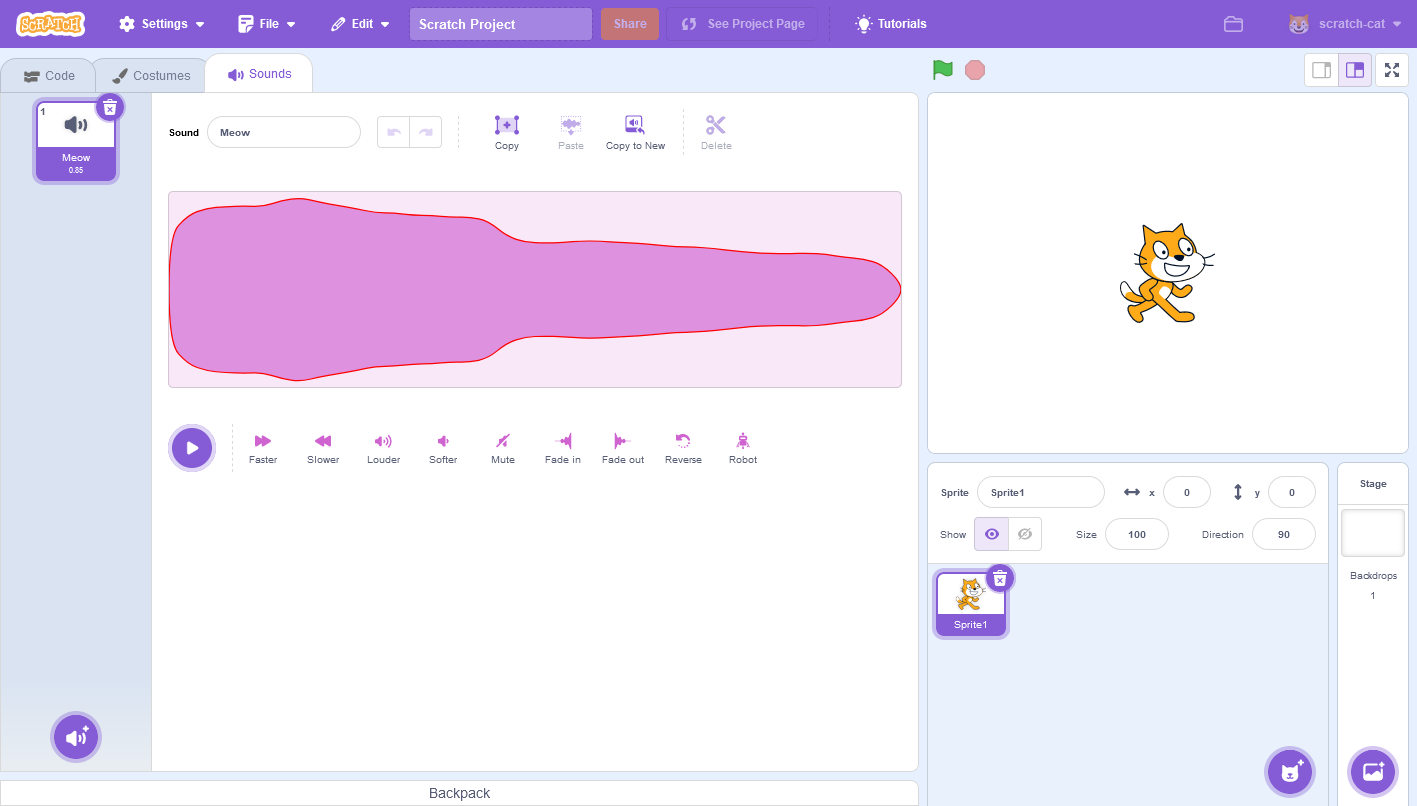 SCRATCH
Settings
File
Edit
Scratch Project
Share
See Project Page
Tutorials
scratch-cat
Code
Costumes
Sounds
1
Meow
0.85
Sound
Meow
Copy
Paste
Copy to New
Delete
Faster
Slower
Louder
Softer
Mute
Fade in
Fade out
Reverse
Robot
Backpack
Sprite
Sprite1
x
0
y
0
Show
Size
100
Direction
90
Sprite1
Stage
Backdrops
1